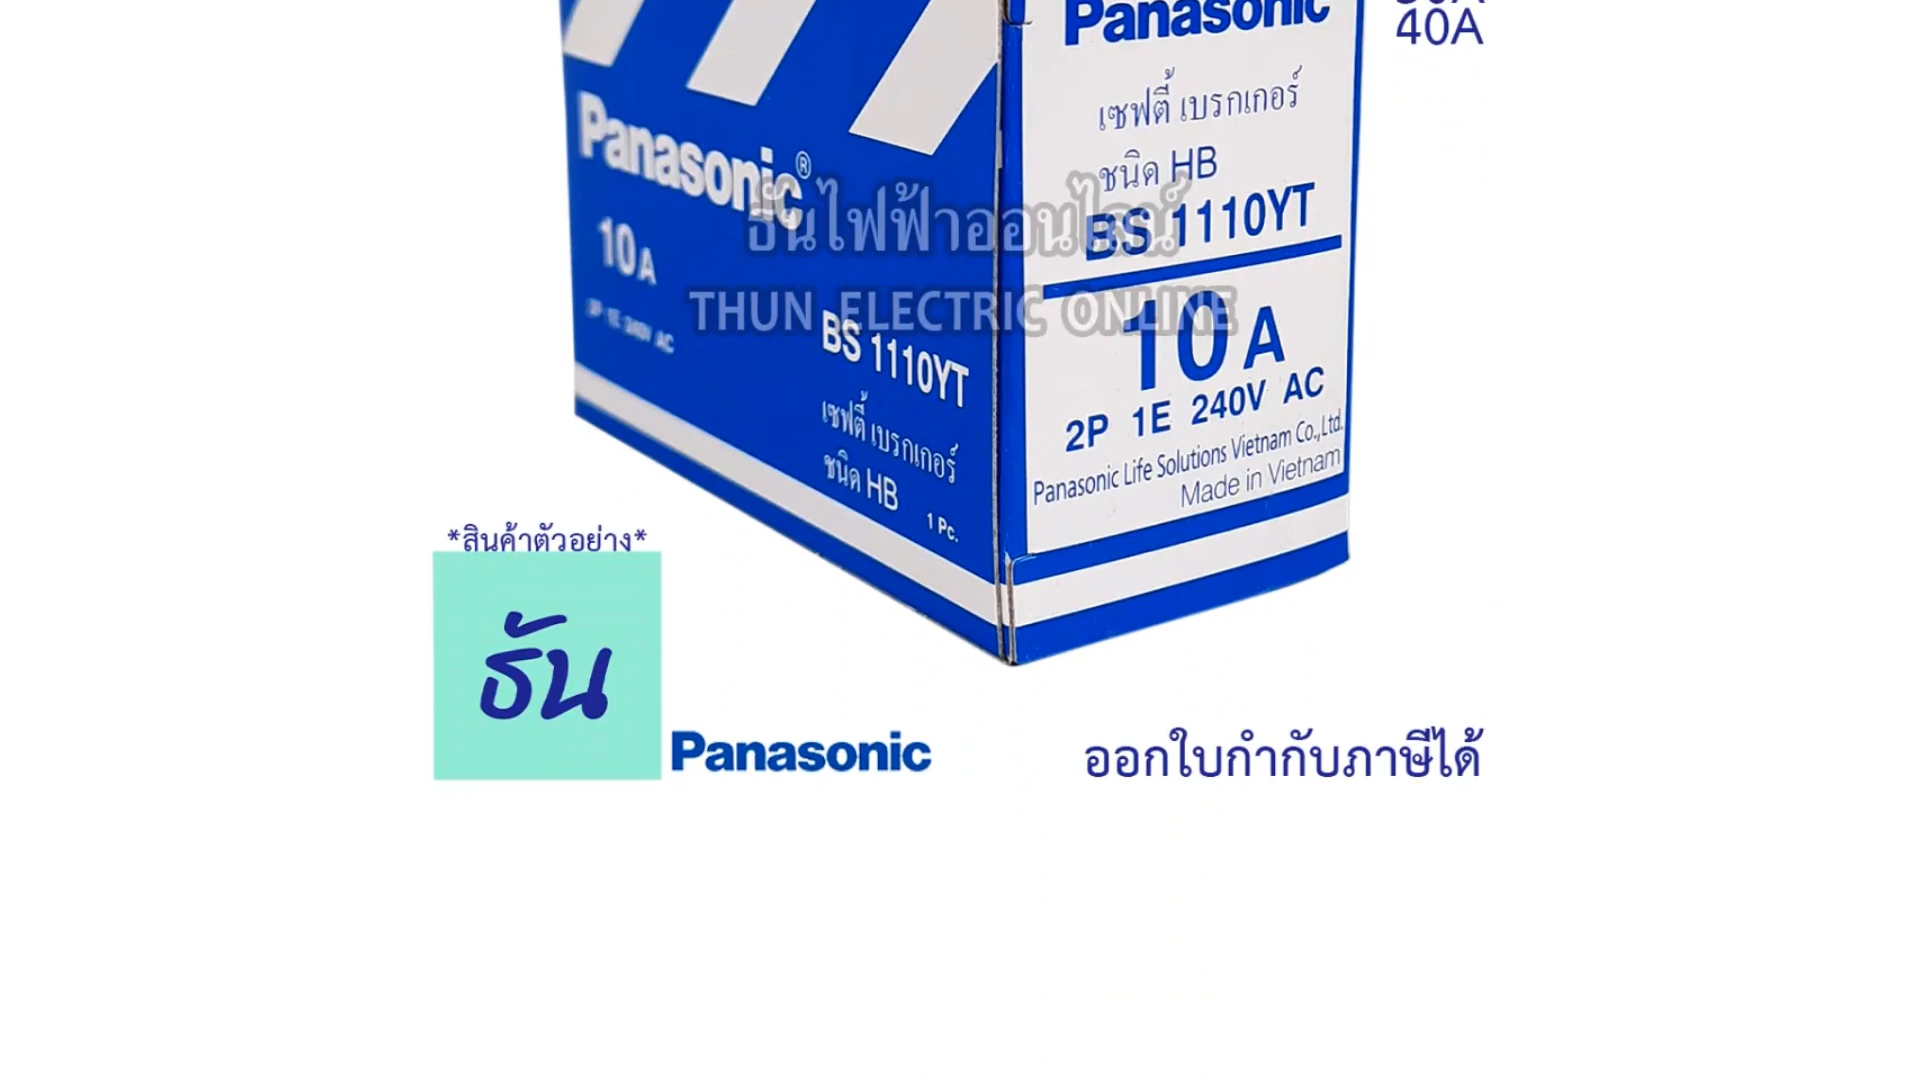 Panasonic
40A
เซฟตี้ เบรกเกอร์
ชนิด HB
BS 1110YT
10 A
2P 1E 240V AC
Panasonic Life Solutions Vietnam Co.,Ltd.
Made in Vietnam
Panasonic®
10 A
2P 1E 240V AC
BS 1110YT
เซฟตี้ เบรกเกอร์
ชนิด HB
1 Pc.
ธันไฟฟ้าออนไลน์
THUN ELECTRIC ONLINE
*สินค้าตัวอย่าง*
ธัน
Panasonic
ออกใบกำกับภาษีได้